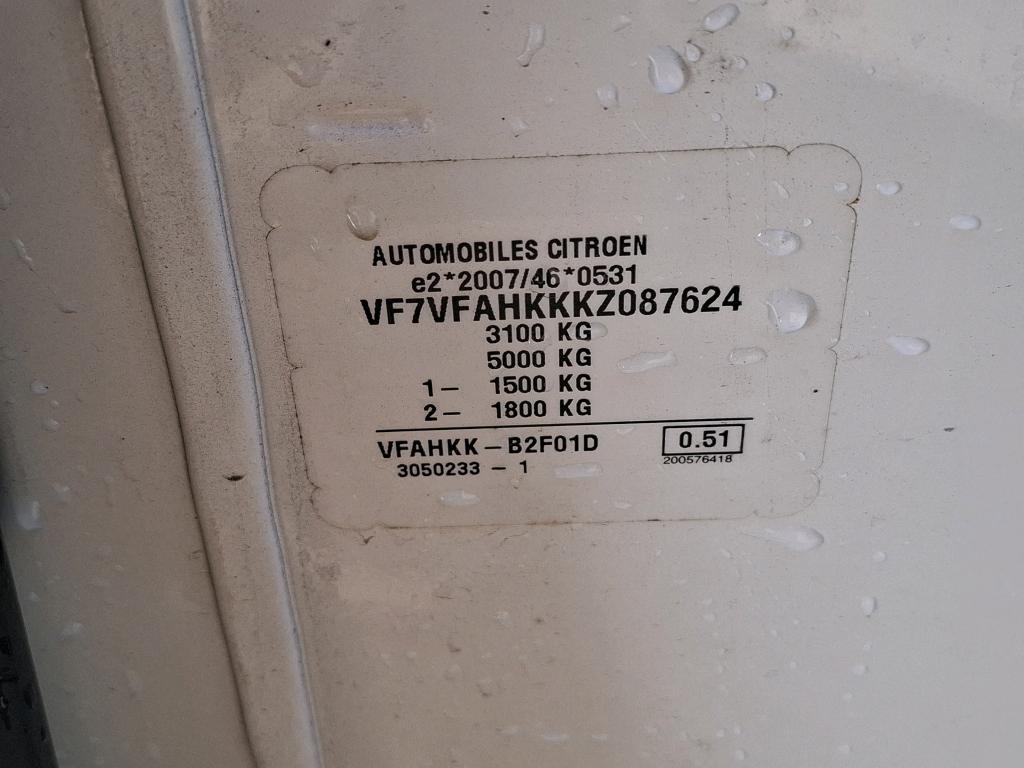 AUTOMOBILES CITROEN
e2*2007/46*0531
VF7VFAHKKKZ087624
3100 KG
5000 KG
1 – 1500 KG
2 – 1800 KG
VFAHKK – B2F01D
0.51
3050233 – 1
200576418